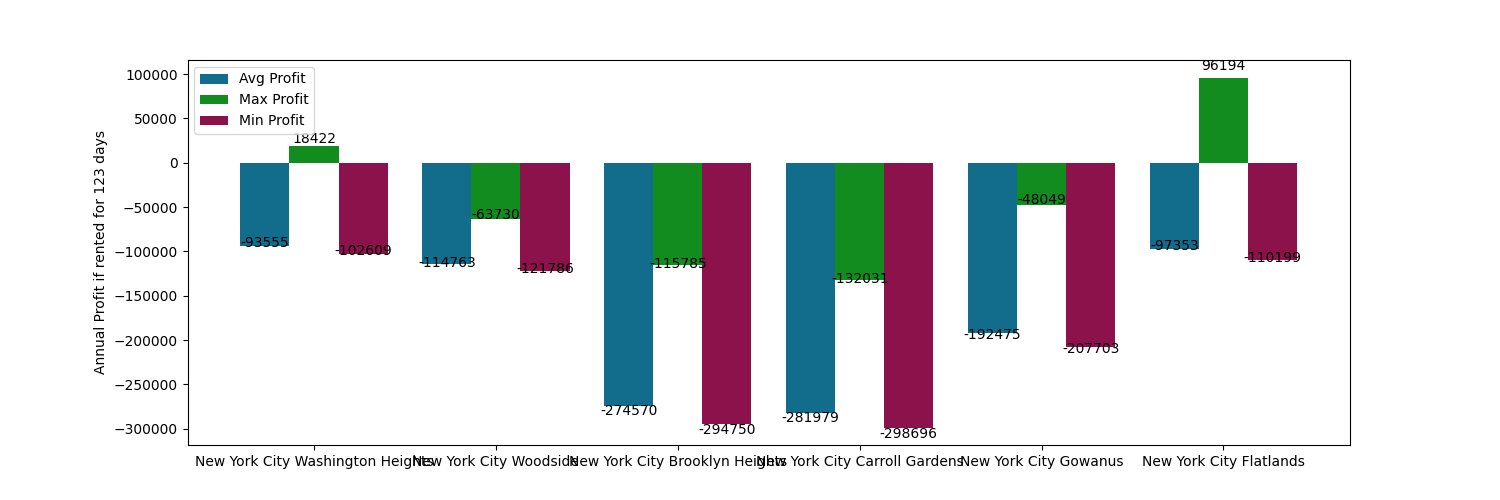 Annual Profit if rented for 123 days
100000
50000
0
−50000
−100000
−150000
−200000
−250000
−300000
Avg Profit
Max Profit
Min Profit
-93555
18422
-102609
-114763
-63730
-121786
-274570
-115785
-294750
-281979
-132031
-298696
-192475
-48049
-207703
-97353
96194
-110199
New York City Washington Heights
New York City Woodside
New York City Brooklyn Heights
New York City Carroll Gardens
New York City Gowanus
New York City Flatlands